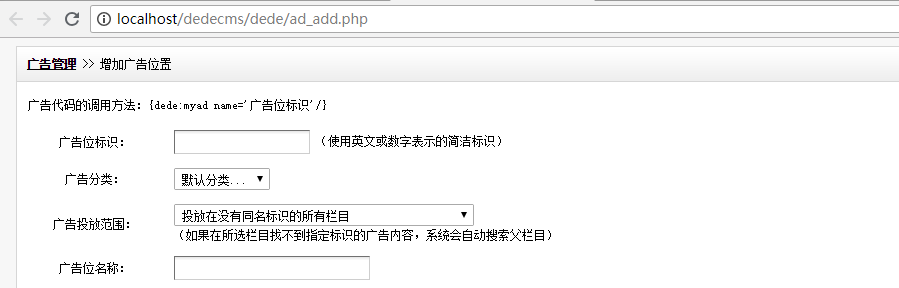 localhost/dedecms/dede/ad_add.php
广告管理 >> 增加广告位置
广告代码的调用方法：{dede:myad name='广告位标识'/}
广告位标识：（使用英文或数字表示的简洁标识）
广告分类：默认分类...
广告投放范围：投放在没有同名标识的所有栏目
（如果在所选栏目找不到指定标识的广告内容，系统会自动搜索父栏目）
广告位名称：